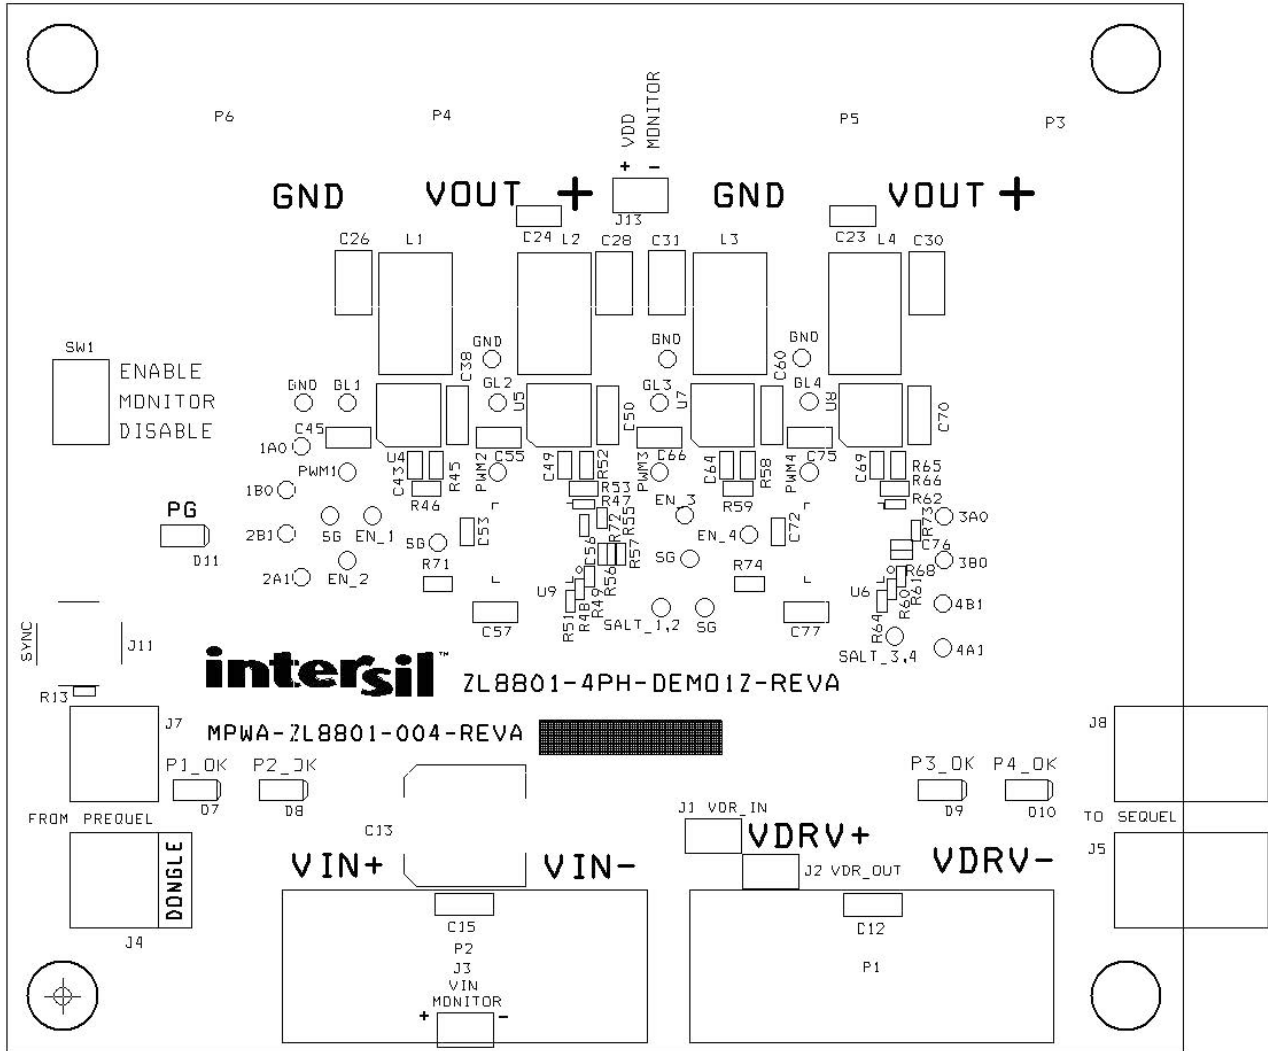 P6
P4
+ VDD
- MONITOR
P5
P3
GND
VOUT +
J13
GND
VOUT +
C26
L1
C24
L2
C28
C31
L3
C23
L4
C30
SW1
ENABLE
MONITOR
DISABLE
GND
GL1
GND
C38
GL2
U5
GND
GL3
U7
C60
GND
GL4
U8
C45
C50
C70
1A0
U4
PWM1
C43
R45
PWM2
C55
C49
R52
PWM3
C66
C64
R58
PWM4
C75
C69
R65
R66
1B0
R46
R53
R47
EN_3
R59
R62
PG
D11
2B1
SG
EN_1
SG
C53
C56
R72
R55
R57
EN_4
C72
R73
3A0
C76
2A1
EN_2
R71
U9
R56
SG
R74
U6
R68
3B0
C57
R51
R48
R49
SALT_1,2
SG
C77
R64
R60
R61
4B1
SALT_3,4
4A1
SYNC
J11
R13
intersil™
ZL8801-4PH-DEMO1Z-REVA
MPWA-ZL8801-004-REVA
J7
J8
P1_OK
P2_OK
D7
D8
P3_OK
P4_OK
D9
D10
FROM PREQUEL
TO SEQUEL
C13
J1 VDR_IN
VDRV+
J2 VDR_OUT
VDRV-
VIN+
VIN-
DONGLE
J4
J5
C15
C12
P2
J3
VIN
MONITOR
+ -
P1